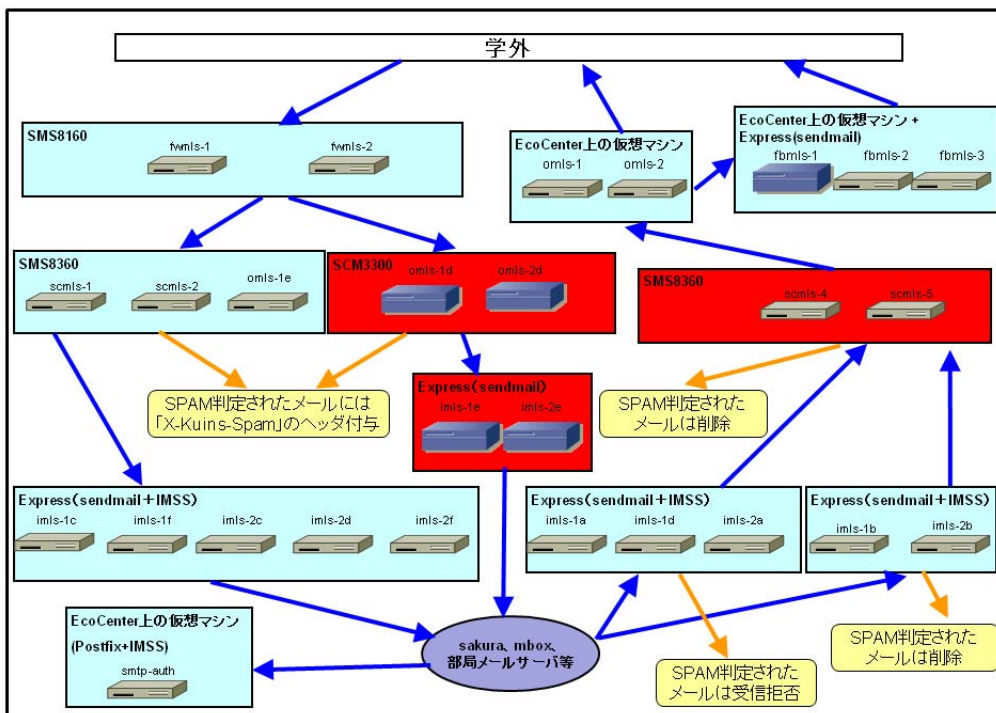 学外
SMS8160
fwmls-1
fwmls-2
EcoCenter上の仮想マシン
omls-1
omls-2
EcoCenter上の仮想マシン +
Express(sendmail)
fbmls-1
fbmls-2
fbmls-3
SMS8360
scmls-1
scmls-2
omls-1e
SCM3300
omls-1d
omls-2d
SMS8360
scmls-4
scmls-5
SPAM判定されたメールには
「X-Kuins-Spam」のヘッダ付与
Express(sendmail)
imls-1e
imls-2e
SPAM判定された
メールは削除
Express(sendmail+IMSS)
imls-1c
imls-1f
imls-2c
imls-2d
imls-2f
Express(sendmail+IMSS)
imls-1a
imls-1d
imls-2a
Express(sendmail+IMSS)
imls-1b
imls-2b
EcoCenter上の仮想マシン
(Postfix+IMSS)
smtp-auth
sakura、mbox、
部局メールサーバ等
SPAM判定された
メールは受信拒否
SPAM判定された
メールは削除